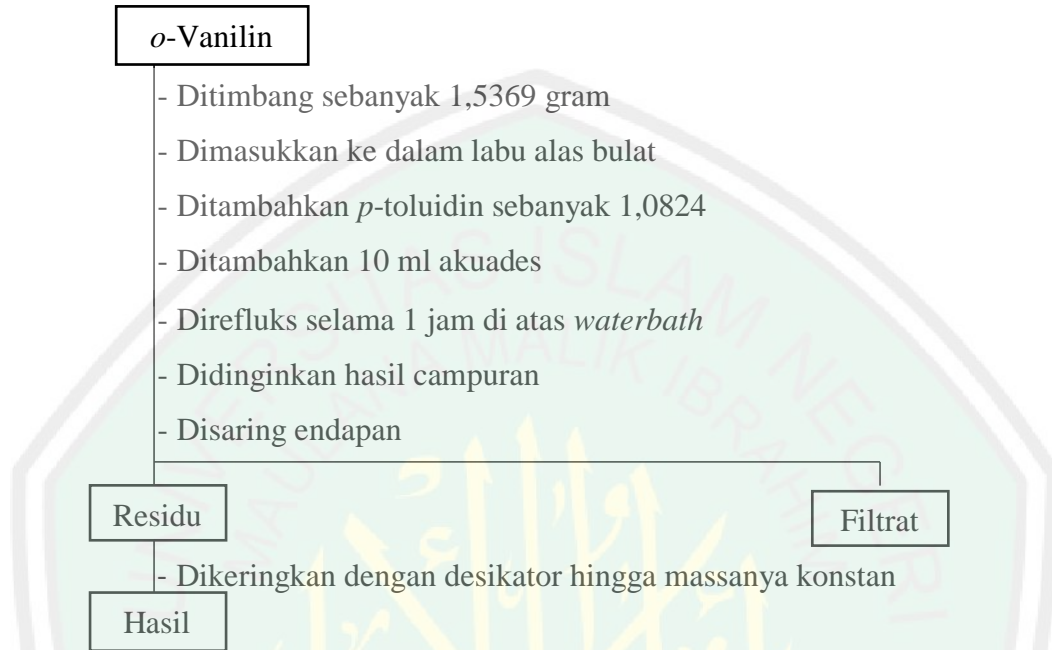 o-Vanilin
- Ditimbang sebanyak 1,5369 gram
- Dimasukkan ke dalam labu alas bulat
- Ditambahkan p-toluidin sebanyak 1,0824
- Ditambahkan 10 ml akuades
- Direfluks selama 1 jam di atas waterbath
- Didinginkan hasil campuran
- Disaring endapan
Residu
Filtrat
- Dikeringkan dengan desikator hingga massanya konstan
Hasil